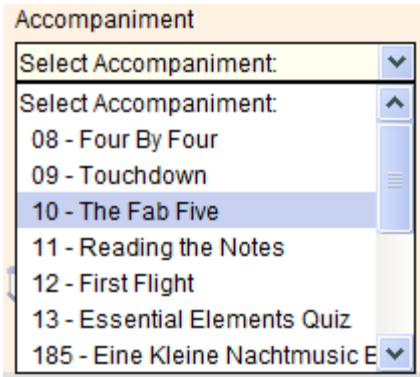 Accompaniment
Select Accompaniment:
Select Accompaniment:
08 - Four By Four
09 - Touchdown
10 - The Fab Five
11 - Reading the Notes
12 - First Flight
13 - Essential Elements Quiz
185 - Eine Kleine Nachtmusic E